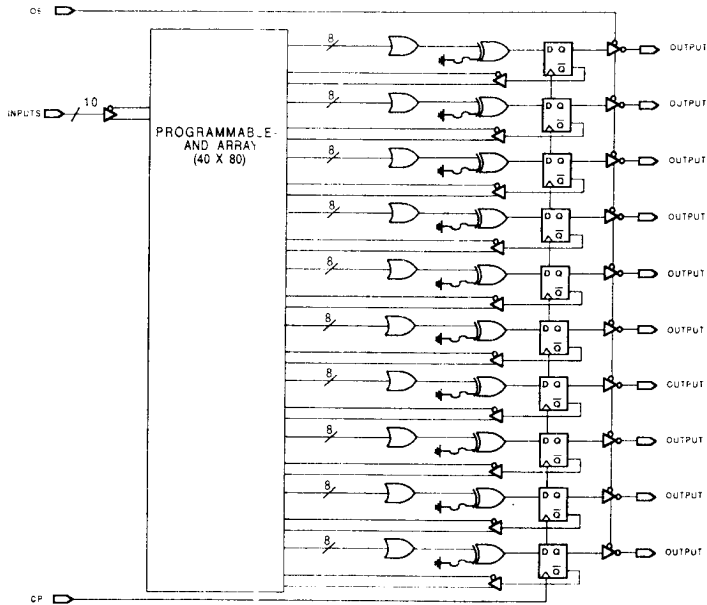 OE
8
OUTPUT
D Q
Q
10
INPUTS
8
OUTPUT
D Q
Q
PROGRAMMABLE-
AND ARRAY
(40 X 80)
8
OUTPUT
D Q
Q
8
OUTPUT
D Q
Q
8
OUTPUT
D Q
Q
8
OUTPUT
D Q
Q
8
OUTPUT
D Q
Q
8
OUTPUT
D Q
Q
8
OUTPUT
D Q
Q
8
OUTPUT
D Q
Q
CP